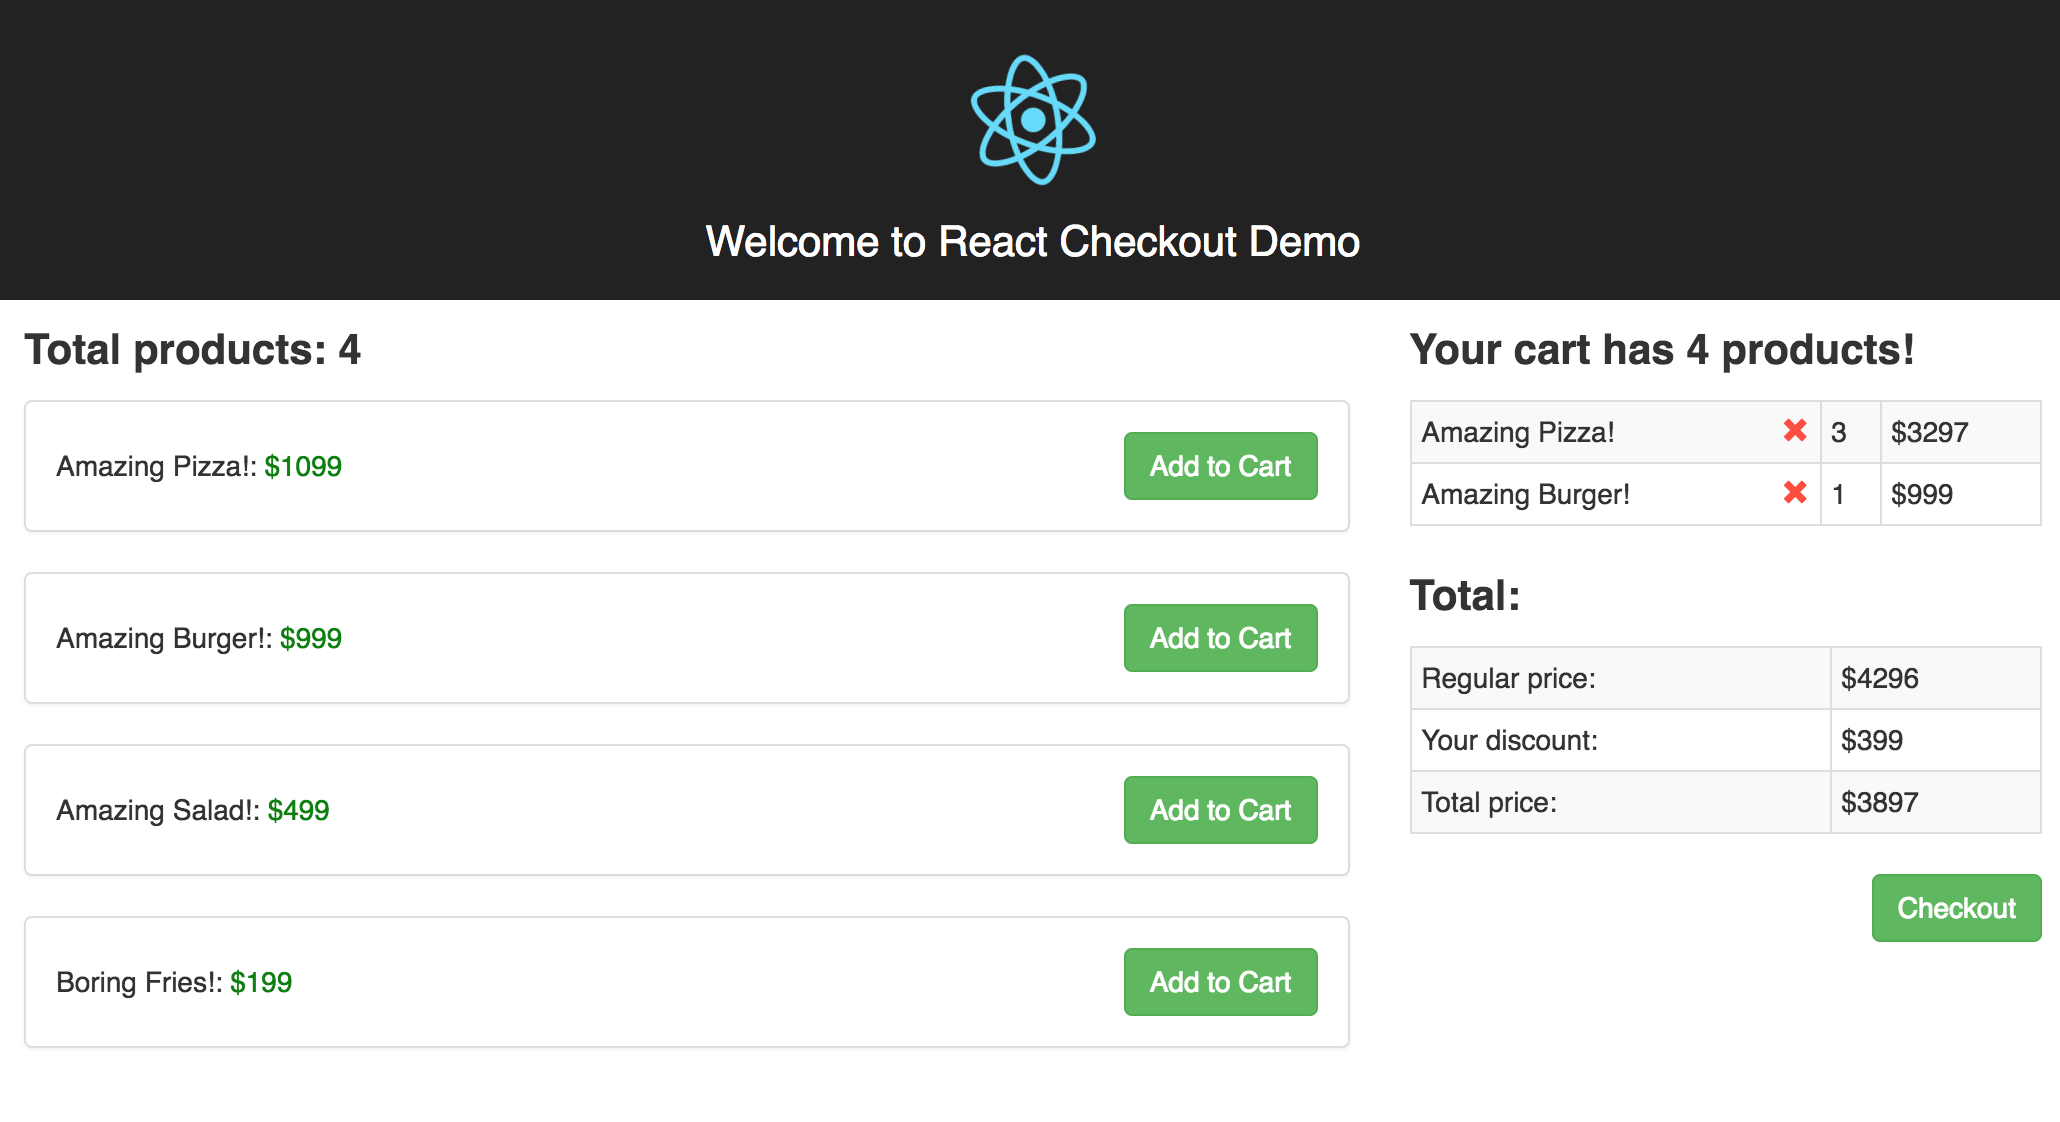 Welcome to React Checkout Demo
Total products: 4
Amazing Pizza!: $1099
Add to Cart
Amazing Burger!: $999
Add to Cart
Amazing Salad!: $499
Add to Cart
Boring Fries!: $199
Add to Cart
Your cart has 4 products!
Amazing Pizza! ✖ 3 $3297
Amazing Burger! ✖ 1 $999
Total:
Regular price: $4296
Your discount: $399
Total price: $3897
Checkout